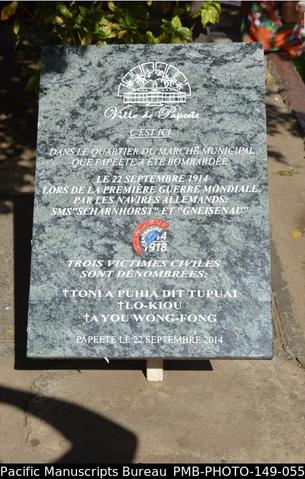 Ville de Papeete
C'EST ICI
DANS LE QUARTIER DU MARCHÉ MUNICIPAL
QUE PAPEETE A ÉTÉ BOMBARDÉE
LE 22 SEPTEMBRE 1914
LORS DE LA PREMIÈRE GUERRE MONDIALE,
PAR LES NAVIRES ALLEMANDS:
SMS"SCHARNHORST" ET "GNEISENAU"
14
1918
TROIS VICTIMES CIVILES
SONT DÉNOMBRÉES:
†TONI A PUHIA DIT TUPUAI
†LO-KIOU
†A YOU WONG-FONG
PAPEETE LE 22 SEPTEMBRE 2014
Pacific Manuscripts Bureau PMB-PHOTO-149-055